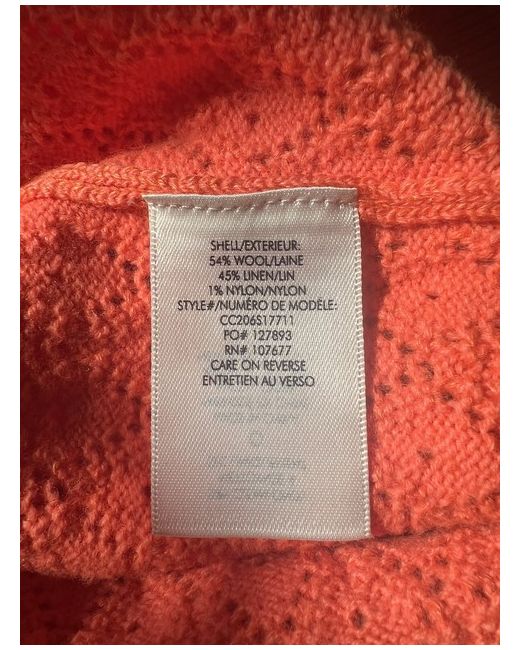 SHELL/EXTERIEUR:
54% WOOL/LAINE
45% LINEN/LIN
1% NYLON/NYLON
STYLE#/NUMÉRO DE MODÈLE:
CC206S17711
PO# 127893
RN# 107677
CARE ON REVERSE
ENTRETIEN AU VERSO